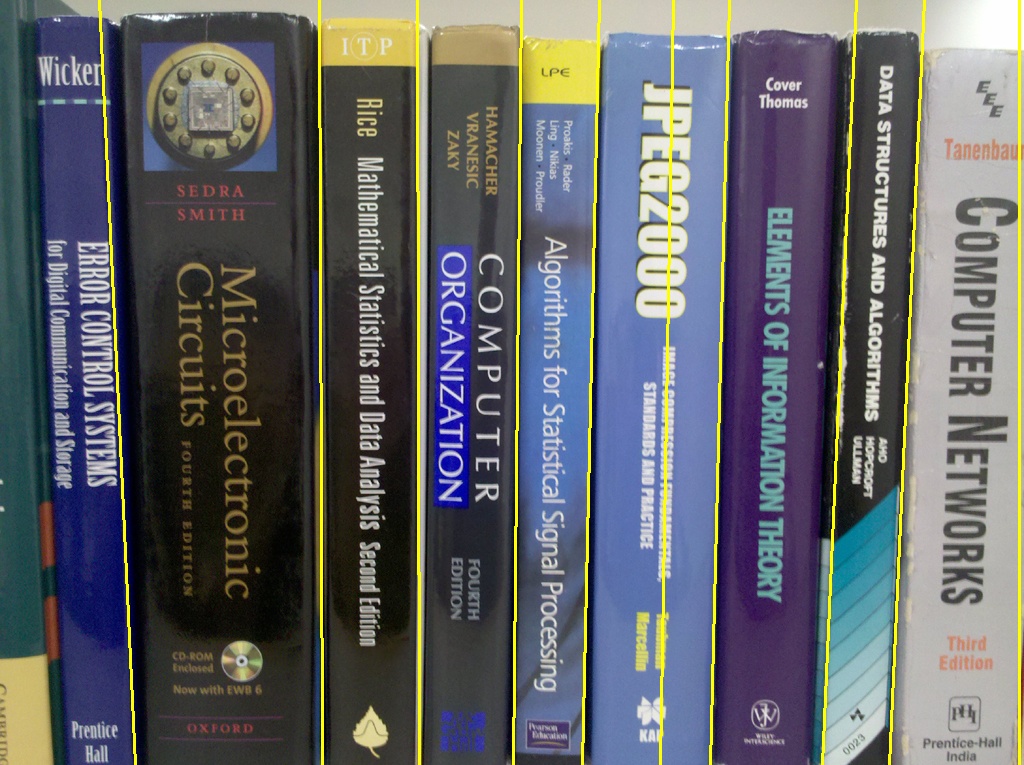 CAMBRIDG
Wicker
ERROR CONTROL SYSTEMS
for Digital Communication and Storage
Prentice
Hall
SEDRA
SMITH
Microelectronic
Circuits
FOURTH EDITION
CD-ROM
Enclosed
Now with EWB 6
OXFORD
ITP
Rice Mathematical Statistics and Data Analysis Second Edition
HAMACHER
VRANESIC
ZAKY
COMPUTER
ORGANIZATION
FOURTH
EDITION
LPE
Proakis · Rader
Ling · Nikias
Moonen · Proudler
Algorithms for Statistical Signal Processing
Pearson
Education
JPEG2000
IMAGE COMPRESSION FUNDAMENTALS,
STANDARDS AND PRACTICE
Taubman
Marcellin
Cover
Thomas
ELEMENTS OF INFORMATION THEORY
WILEY-
INTERSCIENCE
DATA STRUCTURES AND ALGORITHMS
AHO
HOPCROFT
ULLMAN
0023
EEE
Tanenbau
COMPUTER NETWORKS
Third
Edition
PHI
Prentice-Hall
India